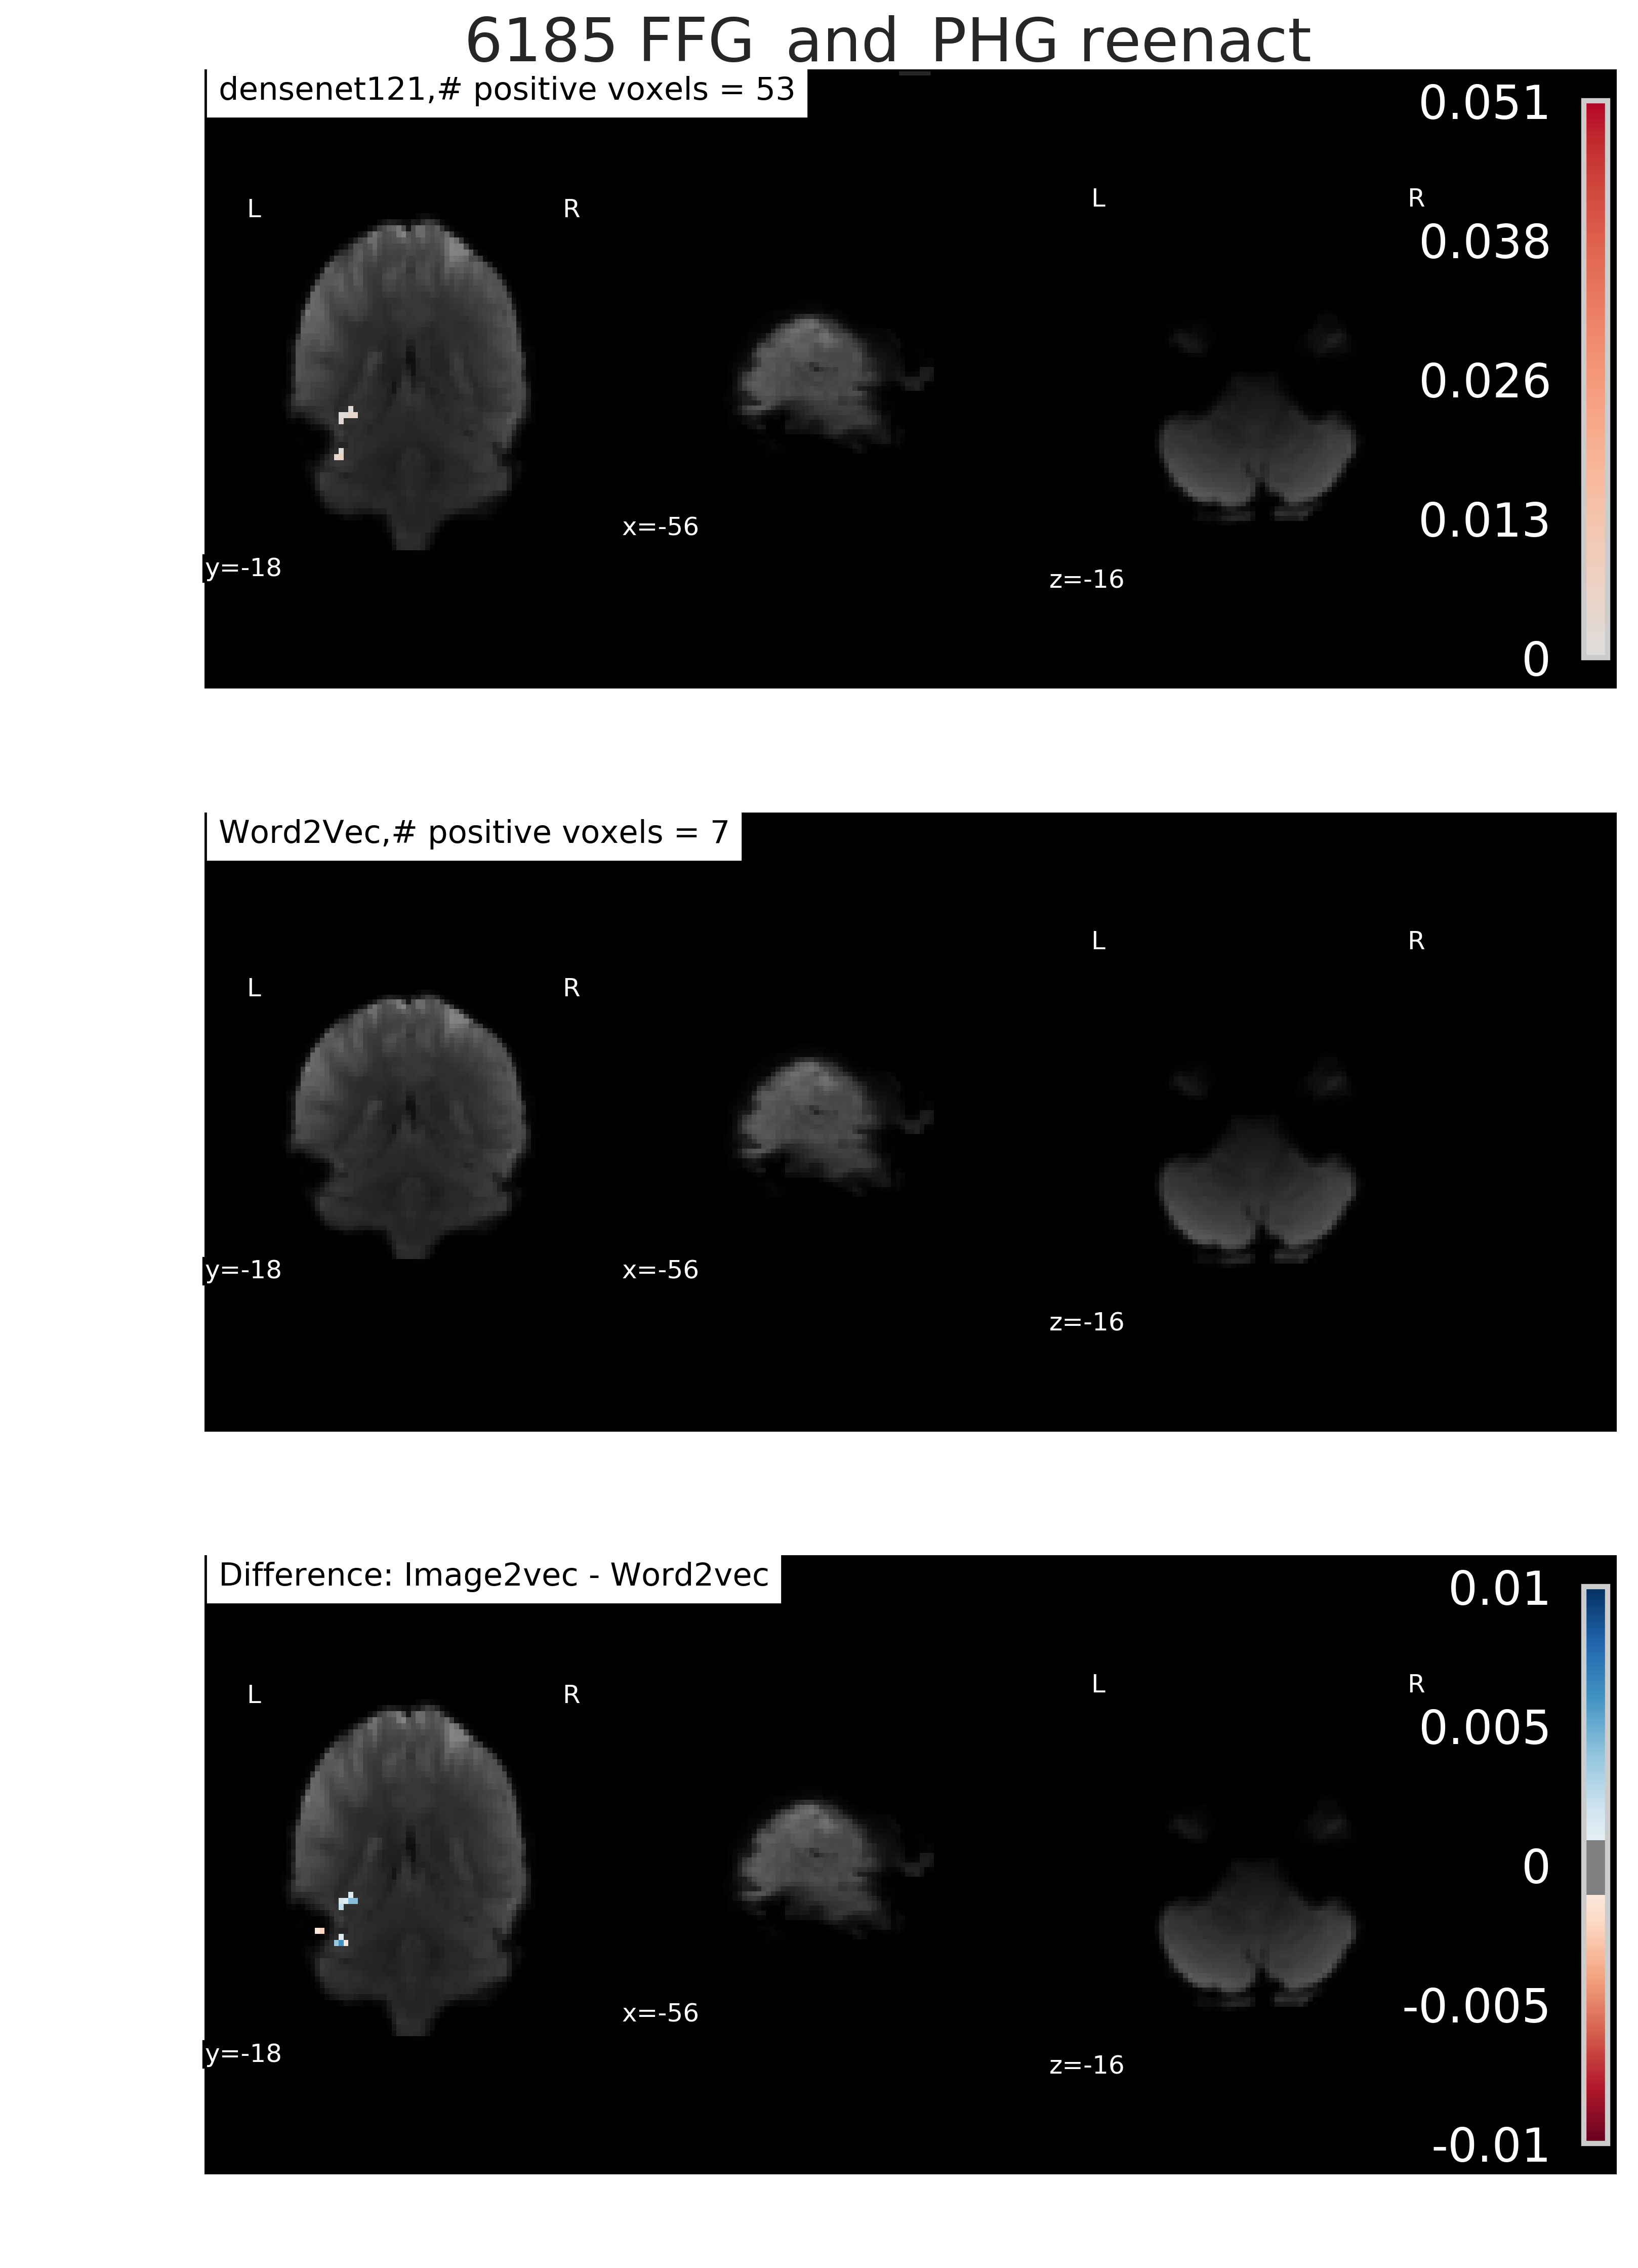 6185 FFG_and_PHG reenact
densenet121,# positive voxels = 53
0.051
L R L R
0.038
0.026
0.013
x=-56
y=-18
z=-16
0
Word2Vec,# positive voxels = 7
L R
L R
y=-18 x=-56
z=-16
Difference: Image2vec - Word2vec
0.01
L R L R
0.005
0
-0.005
x=-56
y=-18
z=-16
-0.01